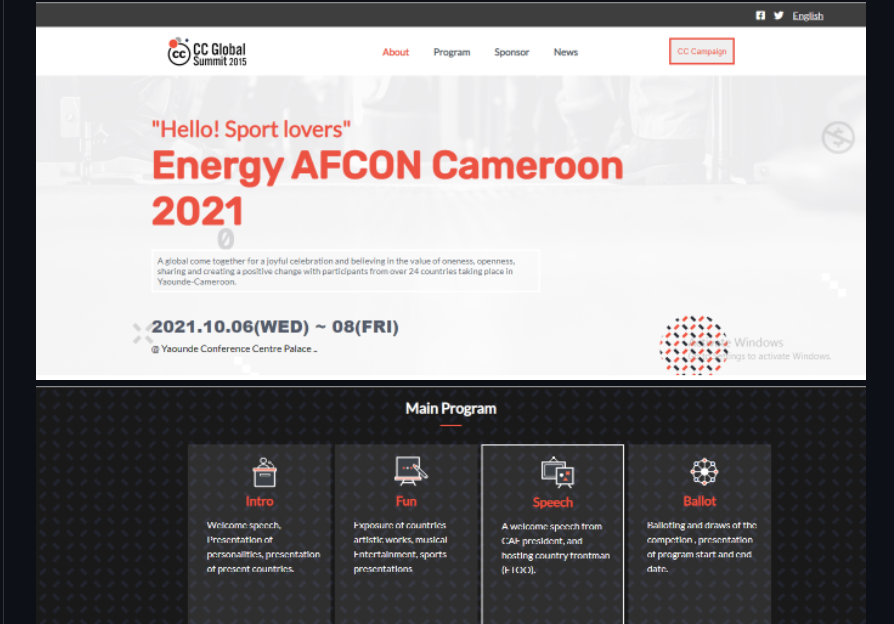 English
CC Global
Summit 2015
cc
About
Program
Sponsor
News
CC Campaign
"Hello! Sport lovers"
Energy AFCON Cameroon
2021
A global come together for a joyful celebration and believing in the value of oneness, openness,
sharing and creating a positive change with participants from over 24 countries taking place in
Yaounde-Cameroon.
2021.10.06(WED) ~ 08(FRI)
@ Yaounde Conference Centre Palace ..
Windows
to activate Windows.
Main Program
Intro
Welcome speech,
Presentation of
personalities, presentation
of present countries.
Fun
Exposure of countries
artistic works, musical
Entertainment, sports
presentations
Speech
A welcome speech from
CAF president, and
hosting country frontman
(ETOO).
Ballot
Balloting and draws of the
competion , presentation
of program start and end
date.